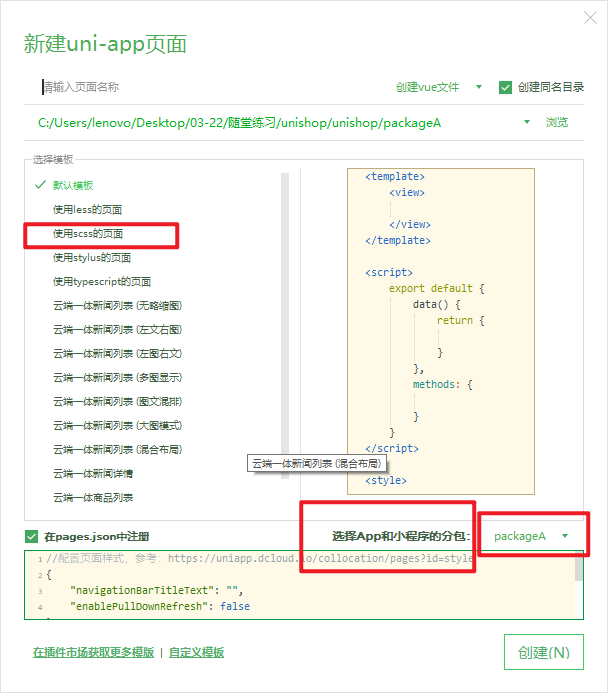 新建uni-app页面
请输入页面名称 创建vue文件 创建同名目录
C:/Users/lenovo/Desktop/03-22/随堂练习/unishop/unishop/packageA 浏览
选择模板
默认模板
使用less的页面
使用scss的页面
使用stylus的页面
使用typescript的页面
云端一体新闻列表 (无略缩图)
云端一体新闻列表 (左文右图)
云端一体新闻列表 (左图右文)
云端一体新闻列表 (多图显示)
云端一体新闻列表 (图文混排)
云端一体新闻列表 (大图模式)
云端一体新闻列表 (混合布局)
云端一体新闻详情
云端一体商品列表
<template>
<view>
</view>
</template>
<script>
export default {
data() {
return {
}
},
methods: {
}
}
</script>
<style>
云端一体新闻列表 (混合布局)
在pages.json中注册 选择App和小程序的分包: packageA
1 //配置页面样式，参考：https://uniapp.dcloud.io/collocation/pages?id=style
2 {
3 "navigationBarTitleText": "",
4 "enablePullDownRefresh": false
在插件市场获取更多模版 | 自定义模板
创建(N)